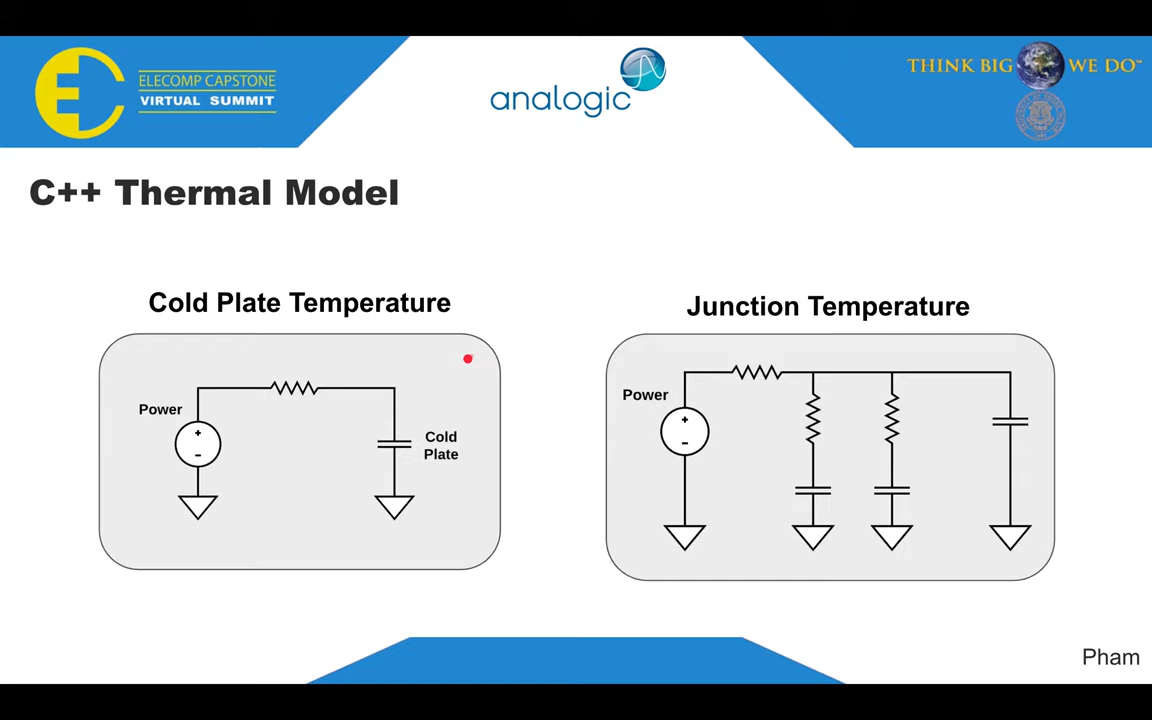 ELECOMP CAPSTONE
VIRTUAL SUMMIT
analogic
THINK BIG WE DO™
C++ Thermal Model
Cold Plate Temperature
Junction Temperature
Power
+
-
Cold
Plate
Power
+
-
Pham